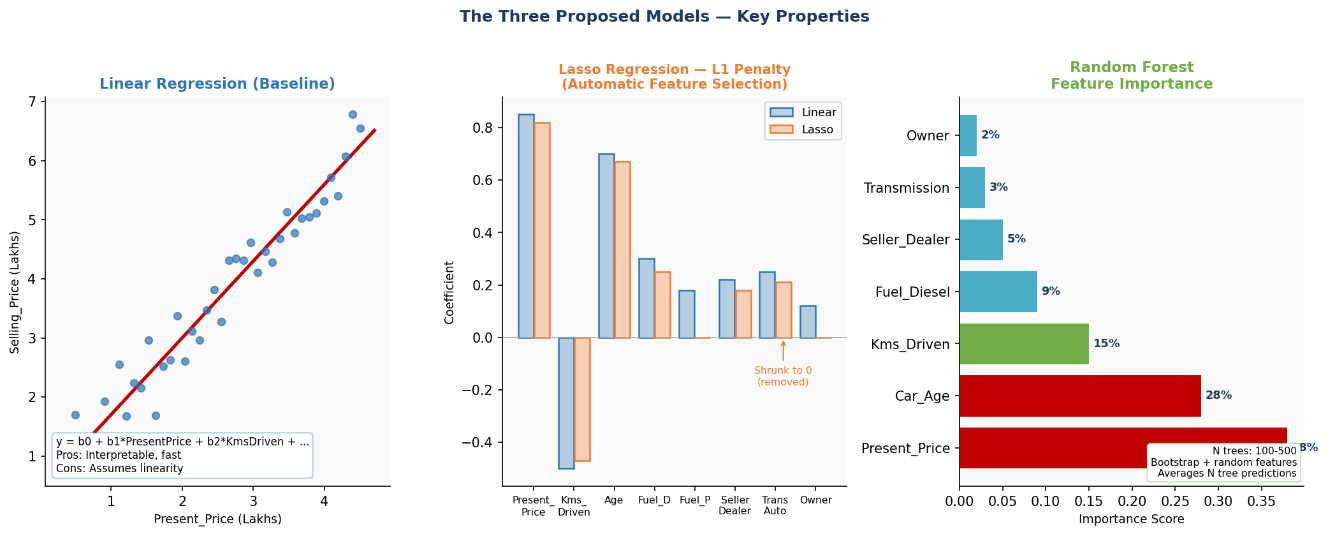 The Three Proposed Models — Key Properties
Linear Regression (Baseline)
7
6
5
4
3
2
1
Selling_Price (Lakhs)
y = b0 + b1*PresentPrice + b2*KmsDriven + ...
Pros: Interpretable, fast
Cons: Assumes linearity
1
2
3
4
Present_Price (Lakhs)
Lasso Regression — L1 Penalty
(Automatic Feature Selection)
Linear
Lasso
0.8
0.6
0.4
0.2
0.0
−0.2
−0.4
Coefficient
Shrunk to 0
(removed)
Present_
Price
Kms_
Driven
Age
Fuel_D
Fuel_P
Seller
Dealer
Trans
Auto
Owner
Random Forest
Feature Importance
Owner
2%
Transmission
3%
Seller_Dealer
5%
Fuel_Diesel
9%
Kms_Driven
15%
Car_Age
28%
Present_Price
8%
N trees: 100-500
Bootstrap + random features
Averages N tree predictions
0.00
0.05
0.10
0.15
0.20
0.25
0.30
0.35
Importance Score